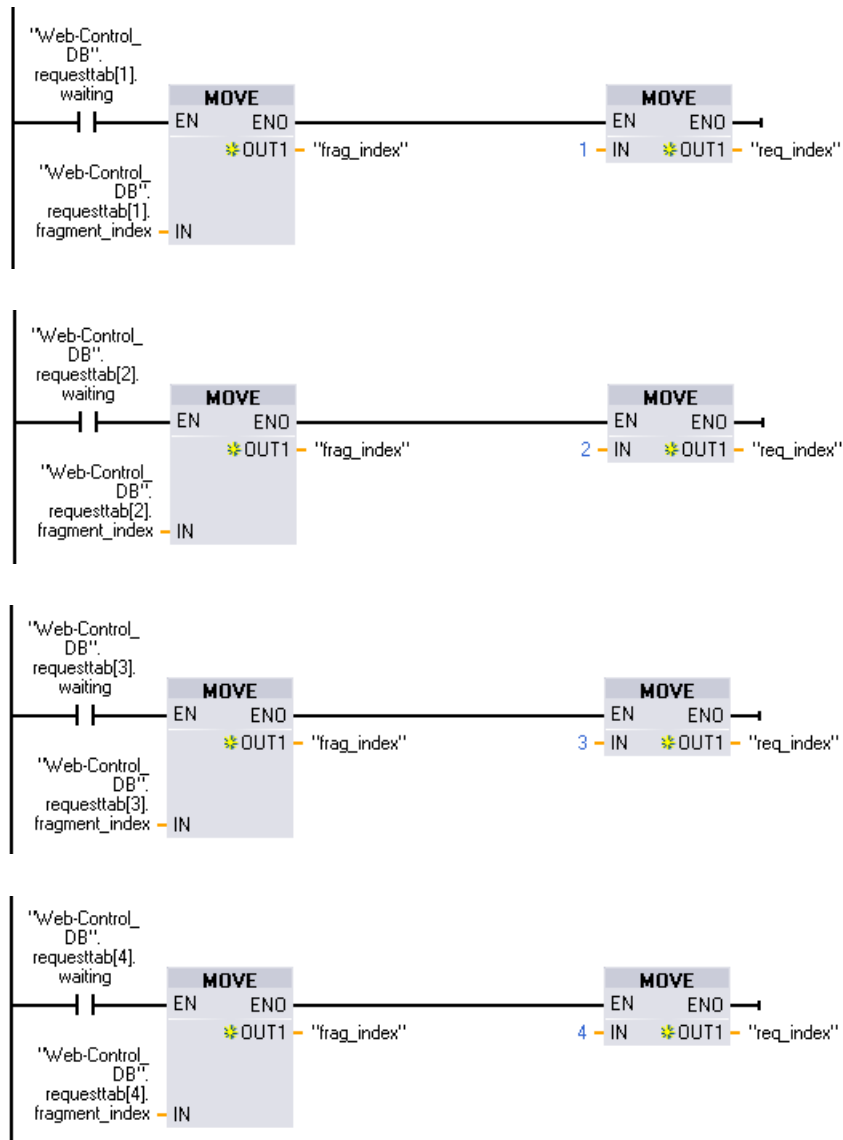 "Web-Control_
DB".
requesttab[1].
waiting
MOVE
MOVE
EN ENO
EN ENO
OUT1 "frag_index"
1 IN OUT1 "req_index"
"Web-Control_
DB".
requesttab[1].
fragment_index IN
"Web-Control_
DB".
requesttab[2].
waiting
MOVE
MOVE
EN ENO
EN ENO
OUT1 "frag_index"
2 IN OUT1 "req_index"
"Web-Control_
DB".
requesttab[2].
fragment_index IN
"Web-Control_
DB".
requesttab[3].
waiting
MOVE
MOVE
EN ENO
EN ENO
OUT1 "frag_index"
3 IN OUT1 "req_index"
"Web-Control_
DB".
requesttab[3].
fragment_index IN
"Web-Control_
DB".
requesttab[4].
waiting
MOVE
MOVE
EN ENO
EN ENO
OUT1 "frag_index"
4 IN OUT1 "req_index"
"Web-Control_
DB".
requesttab[4].
fragment_index IN